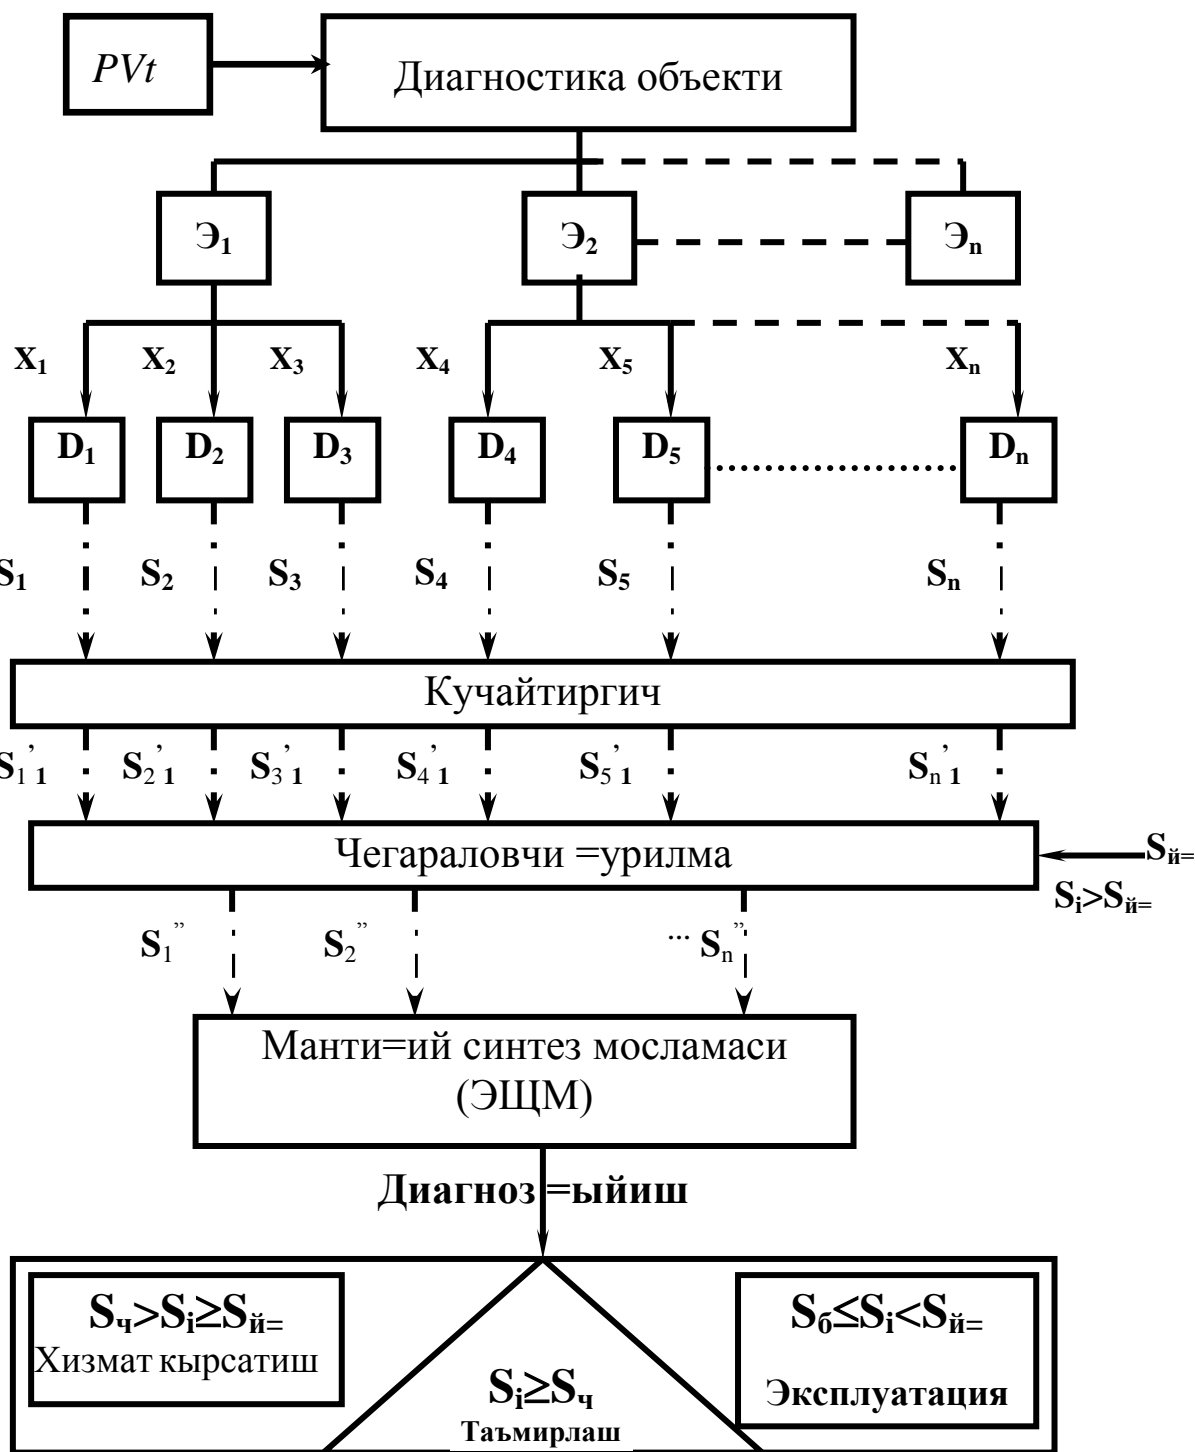 PVt
Диагностика объекти
Э₁ Э₂ Эₙ
X₁ X₂ X₃ X₄ X₅ Xₙ
D₁ D₂ D₃ D₄ D₅ Dₙ
S₁ S₂ S₃ S₄ S₅ Sₙ
Кучайтиргич
S₁'₁ S₂'₁ S₃'₁ S₄'₁ S₅'₁ Sₙ'₁
Чегараловчи =урилма
Sй=
Si>Sй=
S₁” S₂” ... Sₙ”
Манти=ий синтез мосламаси
(ЭЩМ)
Диагноз =ыйиш
Sч>Si≥Sй=
Хизмат кырсатиш
Si≥Sч
Таъмирлаш
Sб≤Si<Sй=
Эксплуатация